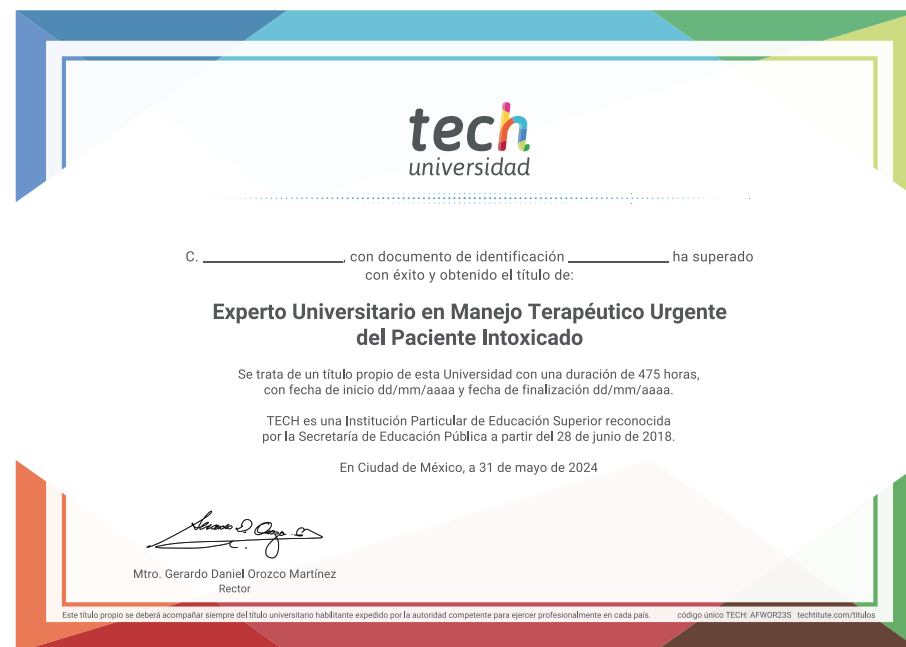 tech
universidad
C. ____________________, con documento de identificación ______________ ha superado
con éxito y obtenido el título de:
Experto Universitario en Manejo Terapéutico Urgente
del Paciente Intoxicado
Se trata de un título propio de esta Universidad con una duración de 475 horas,
con fecha de inicio dd/mm/aaaa y fecha de finalización dd/mm/aaaa.
TECH es una Institución Particular de Educación Superior reconocida
por la Secretaría de Educación Pública a partir del 28 de junio de 2018.
En Ciudad de México, a 31 de mayo de 2024
Mtro. Gerardo Daniel Orozco Martínez
Rector
Este título propio se deberá acompañar siempre del título universitario habilitante expedido por la autoridad competente para ejercer profesionalmente en cada país. código único TECH: AFWOR23S techtitute.com/titulos